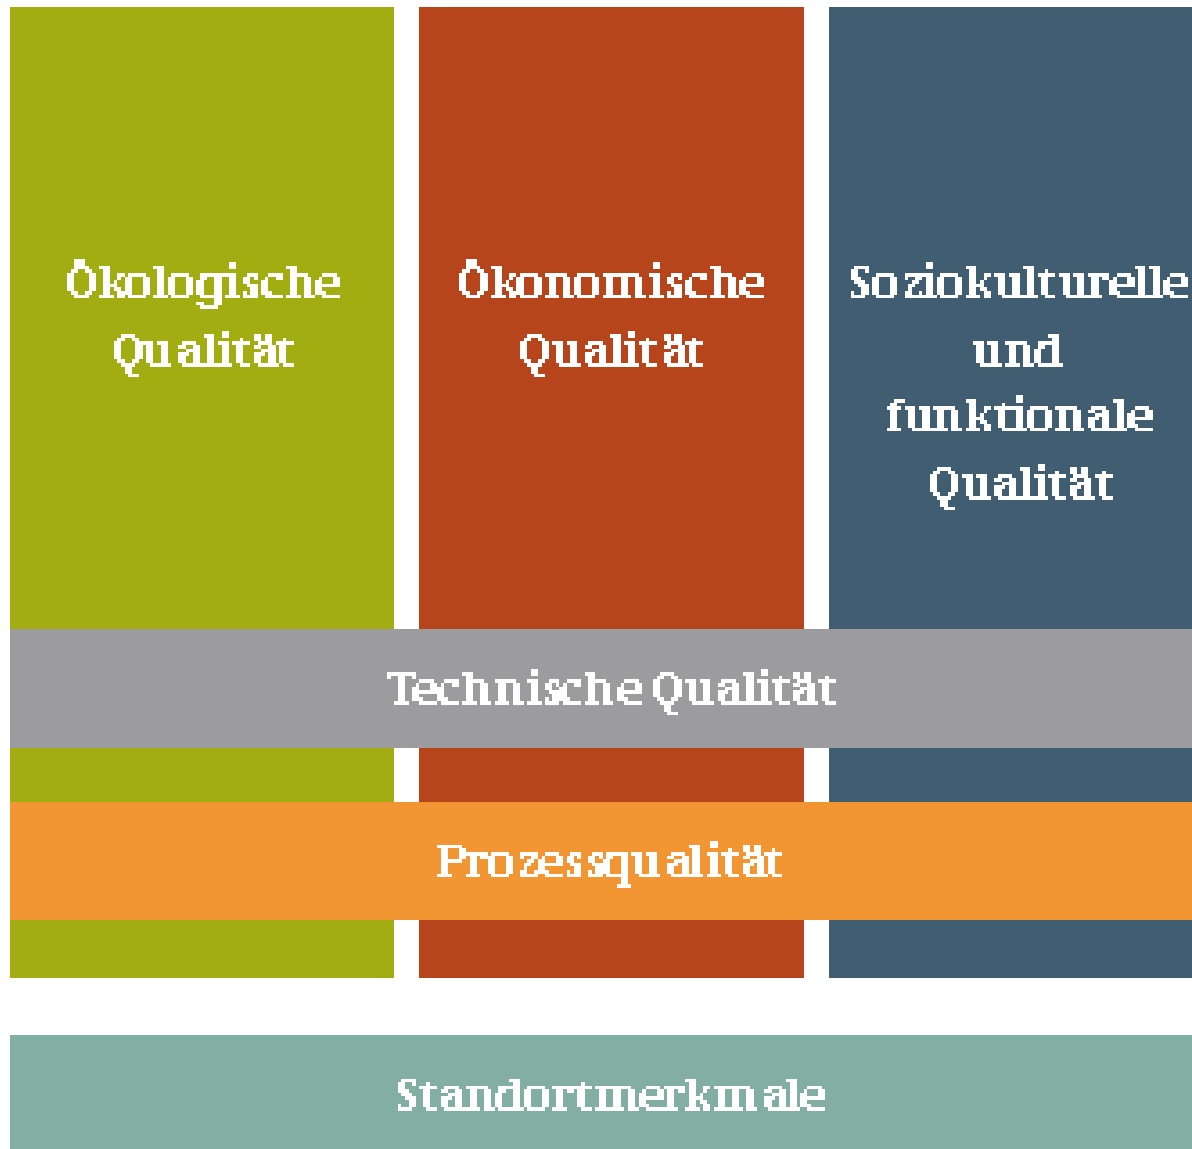 Ökologische
Qualität
Ökonomische
Qualität
Soziokulturelle
und
funktionale
Qualität
Technische Qualität
Prozessqualität
Standortmerkmale